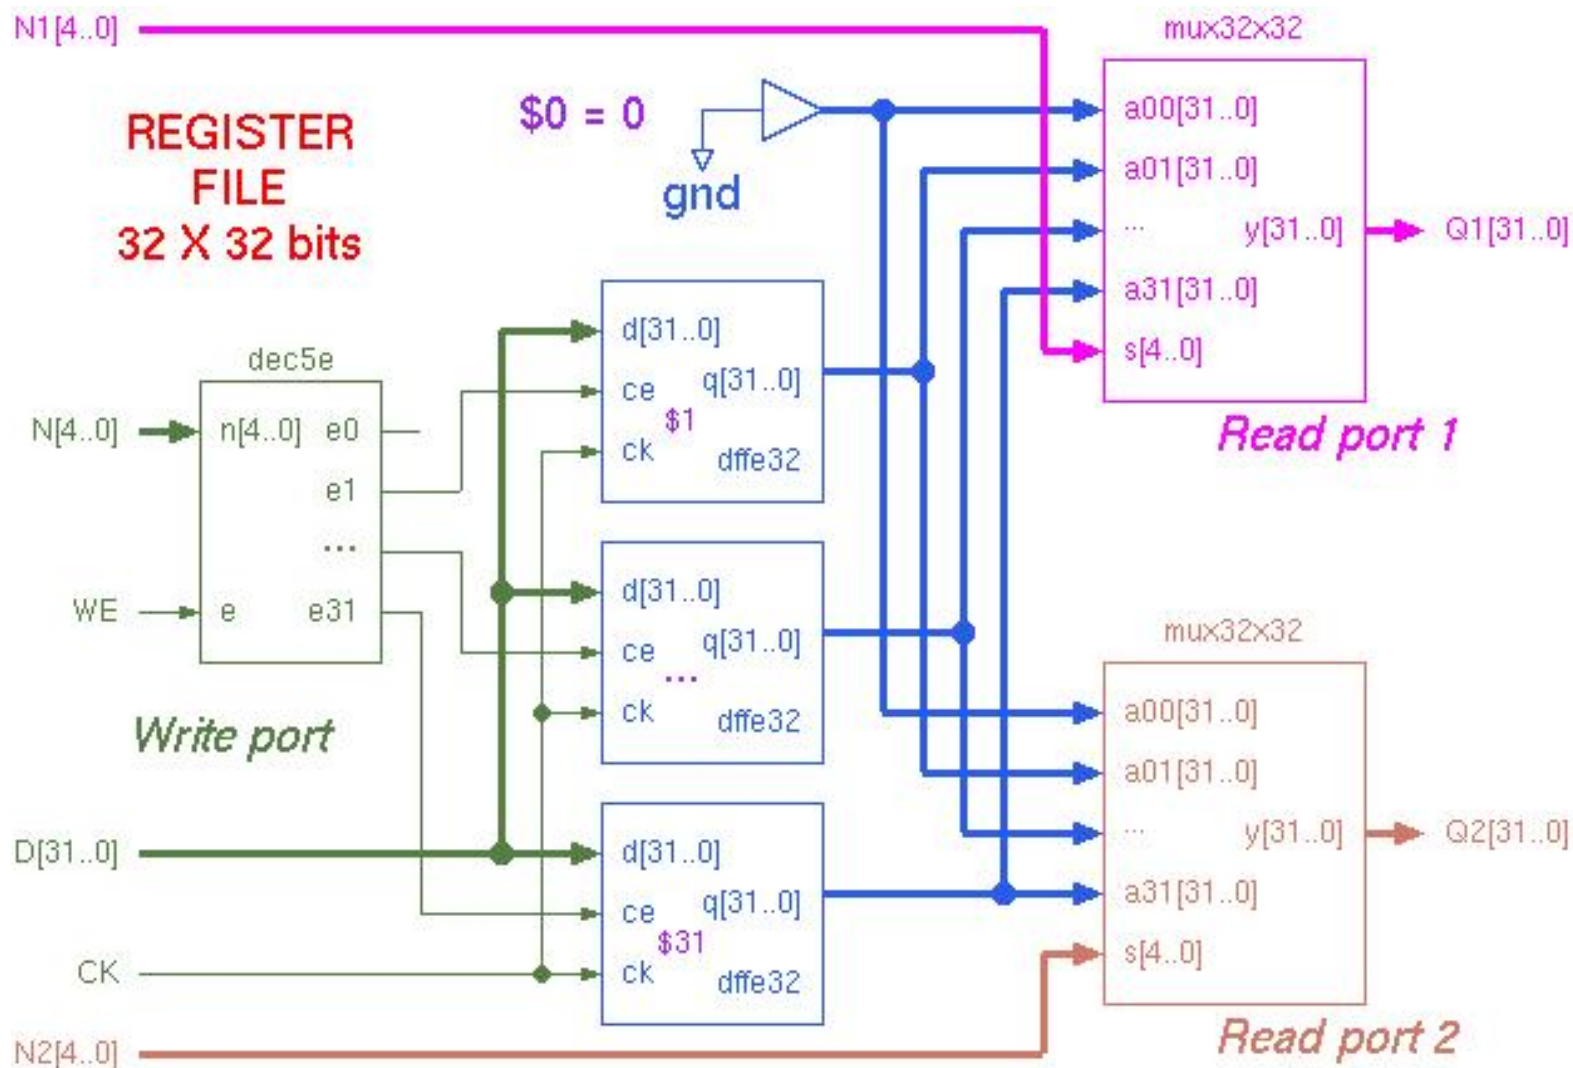 N1[4..0]
mux32x32
REGISTER
FILE
32 X 32 bits
$0 = 0
gnd
a00[31..0]
a01[31..0]
...
y[31..0]
Q1[31..0]
a31[31..0]
s[4..0]
Read port 1
dec5e
N[4..0]
n[4..0]
e0
e1
...
WE
e
e31
Write port
d[31..0]
ce
q[31..0]
$1
ck
dffe32
d[31..0]
ce
q[31..0]
...
ck
dffe32
D[31..0]
d[31..0]
ce
q[31..0]
$31
CK
ck
dffe32
mux32x32
a00[31..0]
a01[31..0]
...
y[31..0]
Q2[31..0]
a31[31..0]
s[4..0]
N2[4..0]
Read port 2